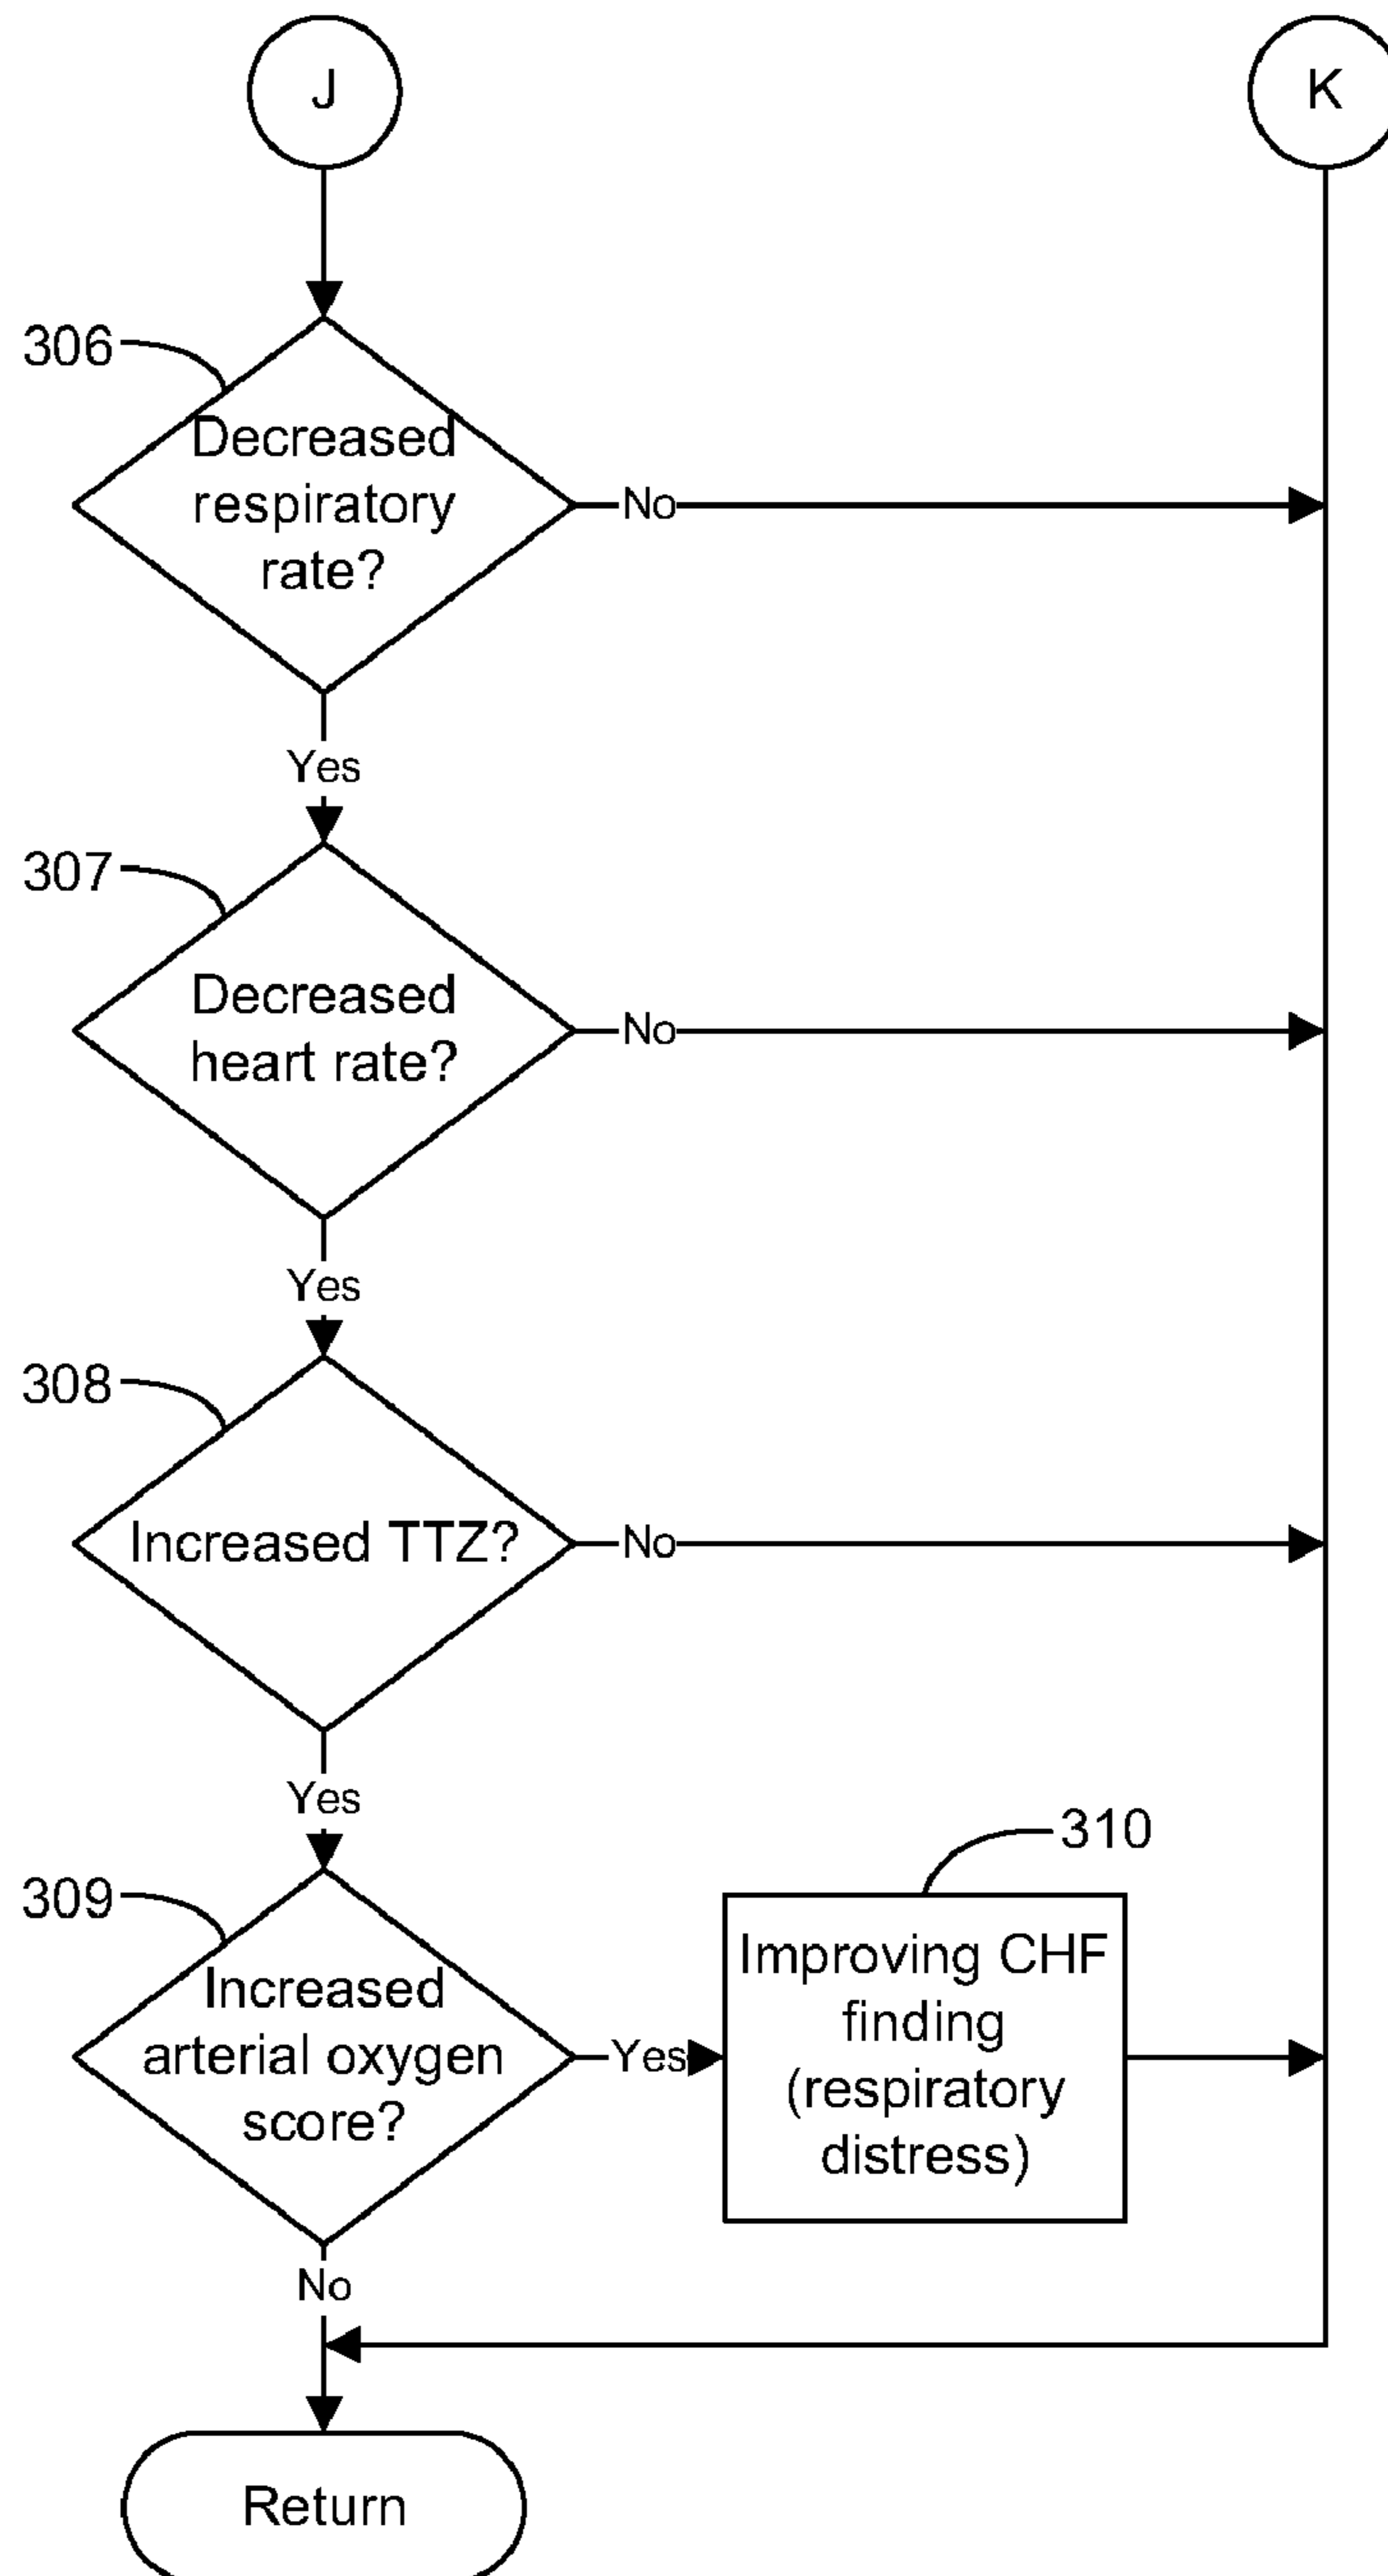 J
K
306
Decreased
respiratory
rate?
No
Yes
307
Decreased
heart rate?
No
Yes
308
Increased TTZ?
No
Yes
309
Increased
arterial oxygen
score?
Yes
310
Improving CHF
finding
(respiratory
distress)
No
Return